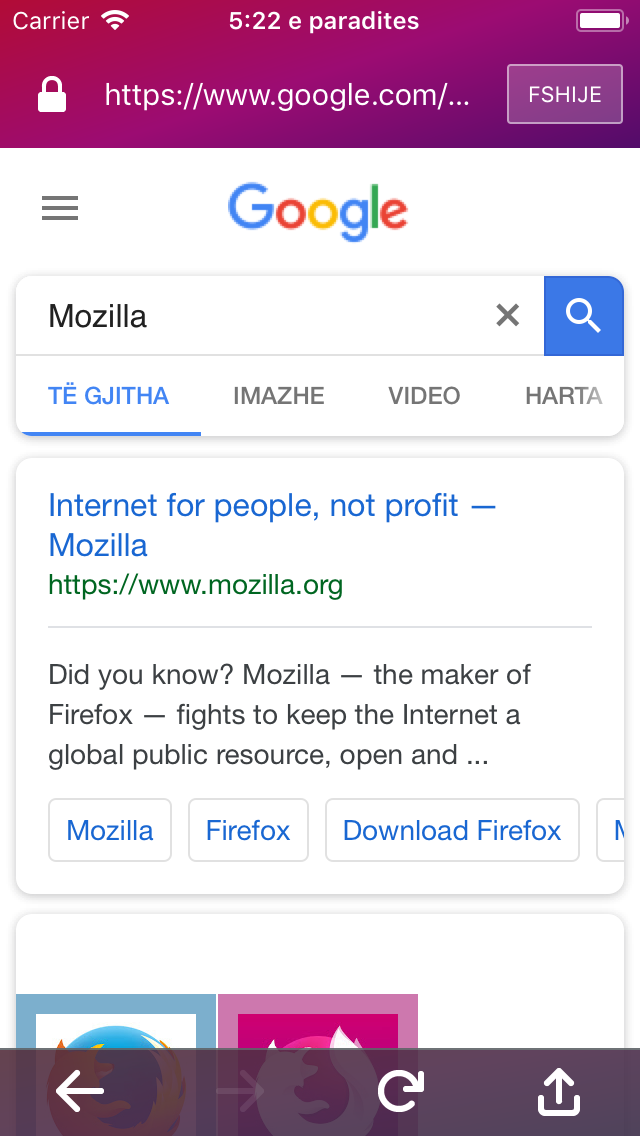 Carrier 5:22 e paradites
https://www.google.com/... FSHIJE
Google
Mozilla
TË GJITHA IMAZHE VIDEO HARTA
Internet for people, not profit —
Mozilla
https://www.mozilla.org
Did you know? Mozilla — the maker of
Firefox — fights to keep the Internet a
global public resource, open and ...
Mozilla Firefox Download Firefox